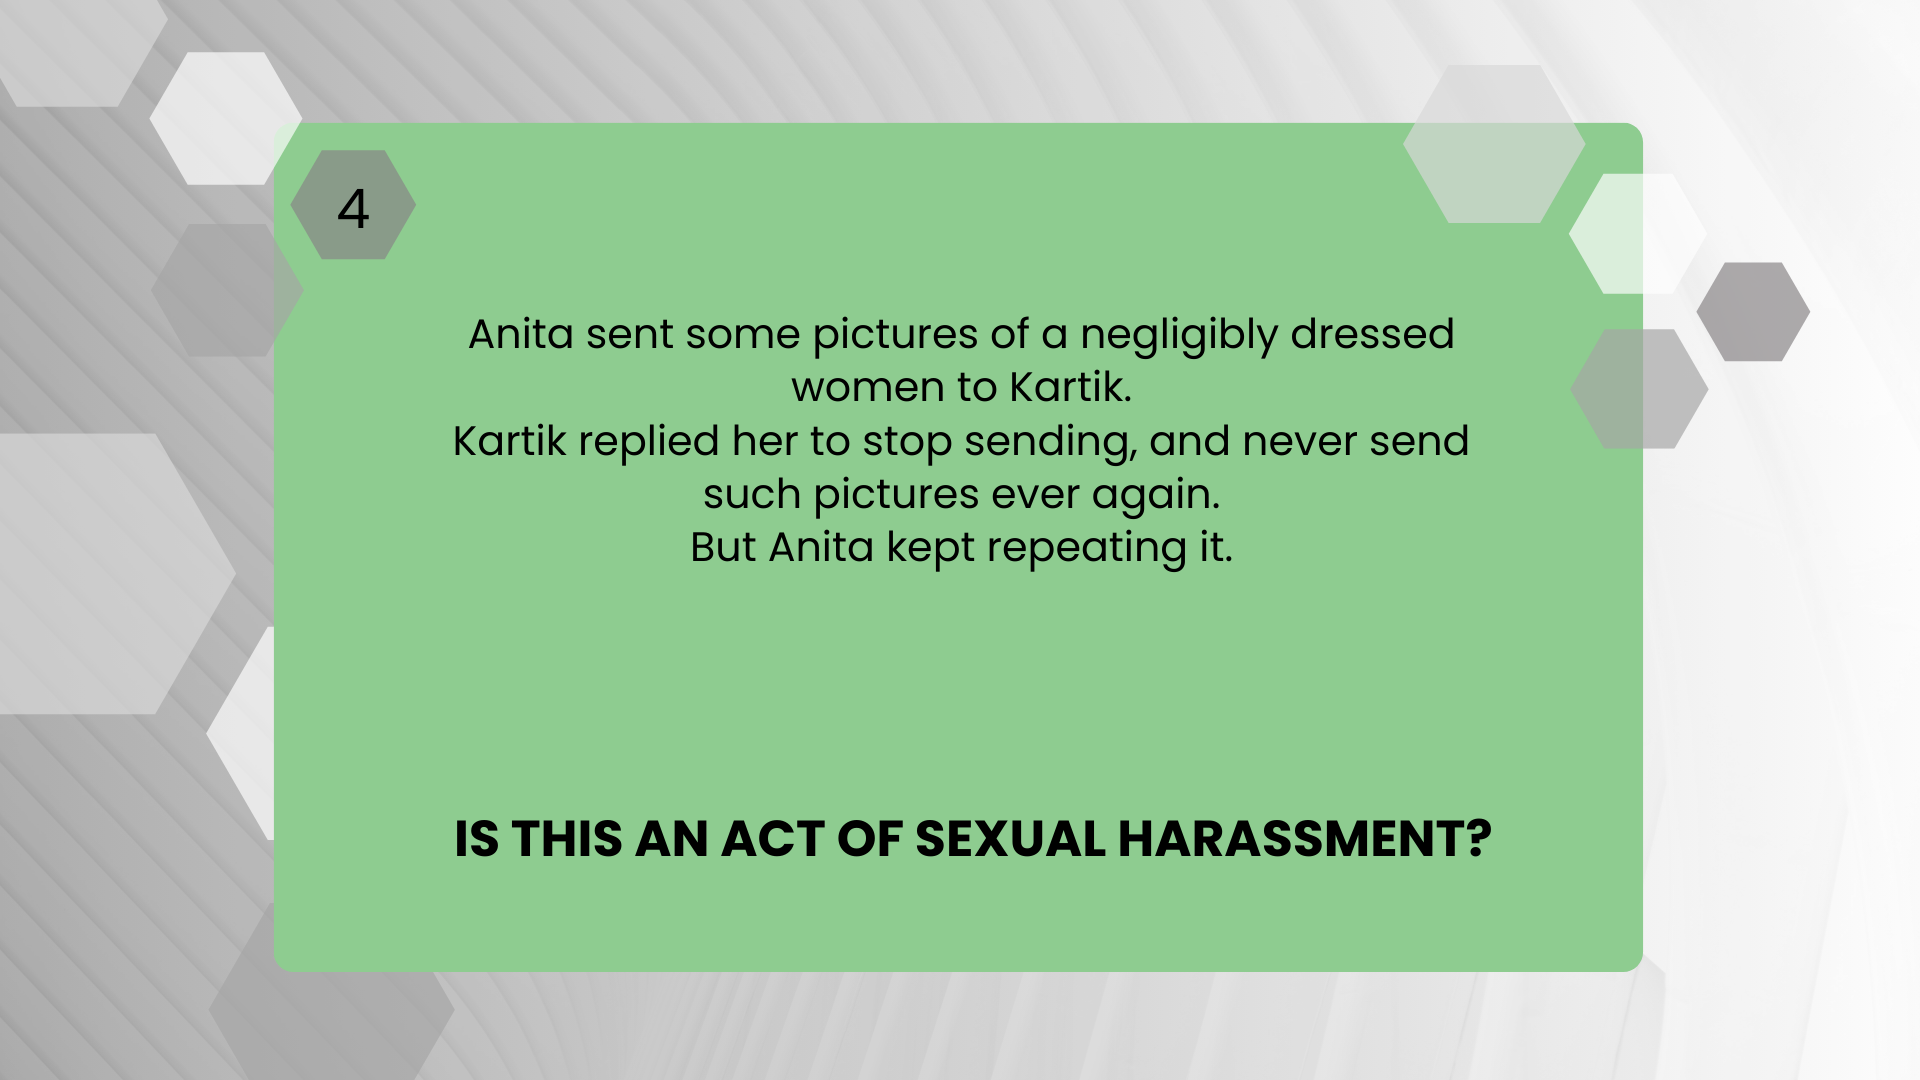 4
Anita sent some pictures of a negligibly dressed
women to Kartik.
Kartik replied her to stop sending, and never send
such pictures ever again.
But Anita kept repeating it.
IS THIS AN ACT OF SEXUAL HARASSMENT?